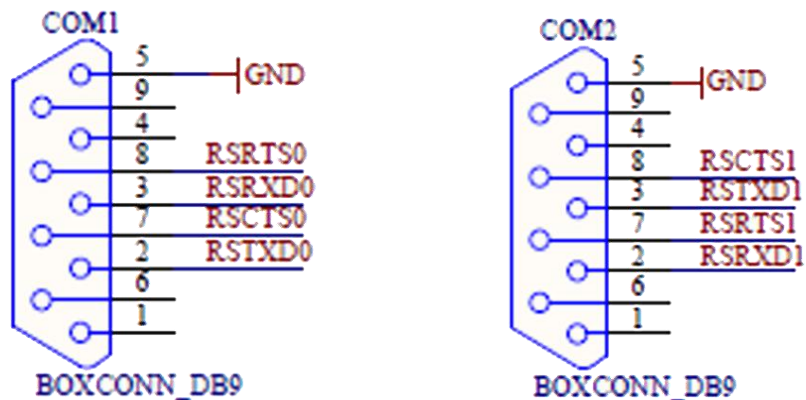 COM1
5
GND
9
4
8 RSRTS0
3 RSRXD0
7 RSCTS0
2 RSTXD0
6
1
BOXCONN_DB9
COM2
5
GND
9
4
8 RSCTS1
3 RSTXD1
7 RSRTS1
2 RSRXD1
6
1
BOXCONN_DB9